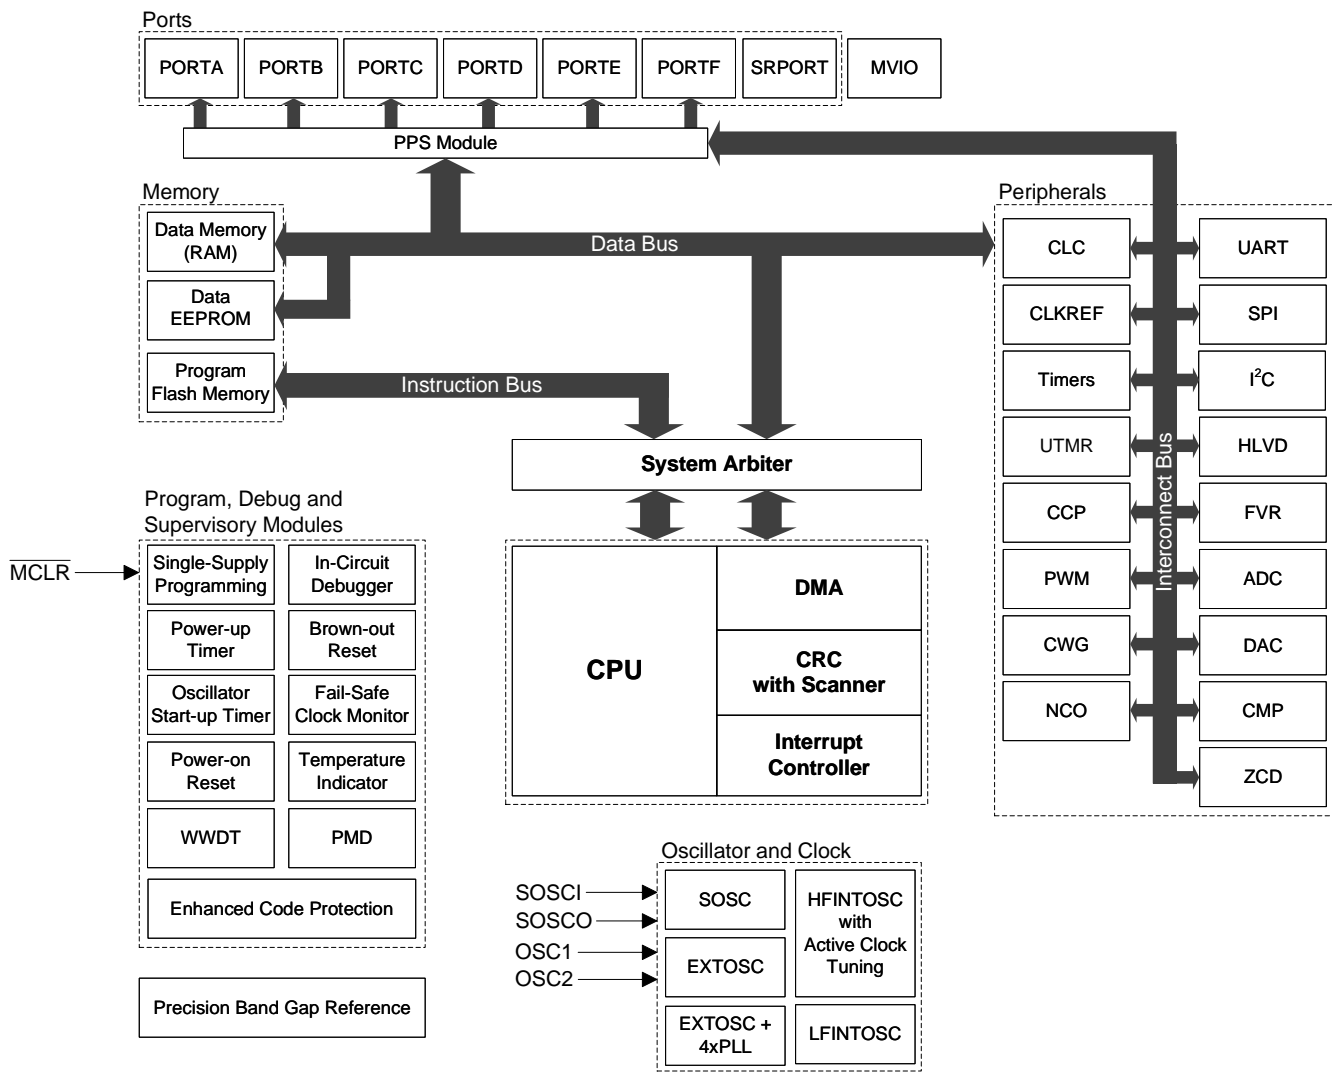 Ports
PORTA
PORTB
PORTC
PORTD
PORTE
PORTF
SRPORT
MVIO
PPS Module
Memory
Data Memory
(RAM)
Data
EEPROM
Program
Flash Memory
Data Bus
Instruction Bus
System Arbiter
CPU
DMA
CRC
with Scanner
Interrupt
Controller
Peripherals
CLC
UART
CLKREF
SPI
Timers
I²C
UTMR
HLVD
CCP
FVR
PWM
ADC
CWG
DAC
NCO
CMP
ZCD
Interconnect Bus
Program, Debug and
Supervisory Modules
MCLR
Single-Supply
Programming
In-Circuit
Debugger
Power-up
Timer
Brown-out
Reset
Oscillator
Start-up Timer
Fail-Safe
Clock Monitor
Power-on
Reset
Temperature
Indicator
WWDT
PMD
Enhanced Code Protection
Precision Band Gap Reference
Oscillator and Clock
SOSCI
SOSCO
OSC1
OSC2
SOSC
HFINTOSC
with
Active Clock
Tuning
EXTOSC
EXTOSC +
4xPLL
LFINTOSC